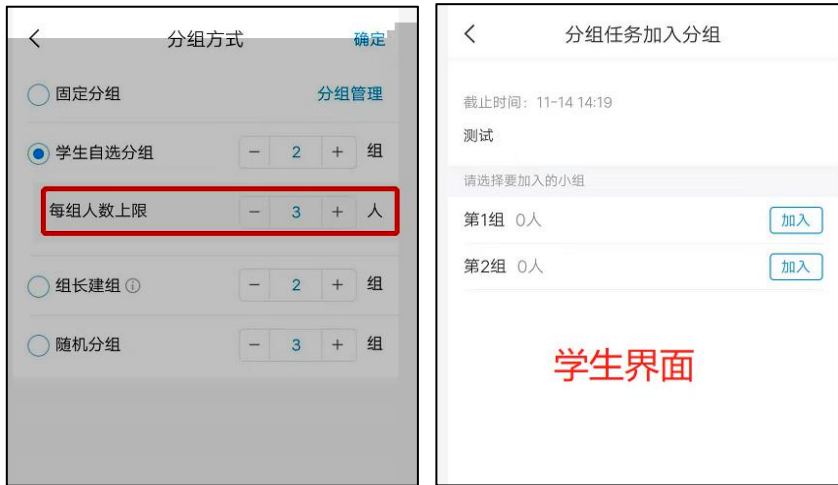 分组方式 确定
固定分组 分组管理
学生自选分组 - 2 + 组
每组人数上限 - 3 + 人
组长建组 - 2 + 组
随机分组 - 3 + 组
分组任务加入分组
截止时间：11-14 14:19
测试
请选择要加入的小组
第1组 0人 加入
第2组 0人 加入
学生界面